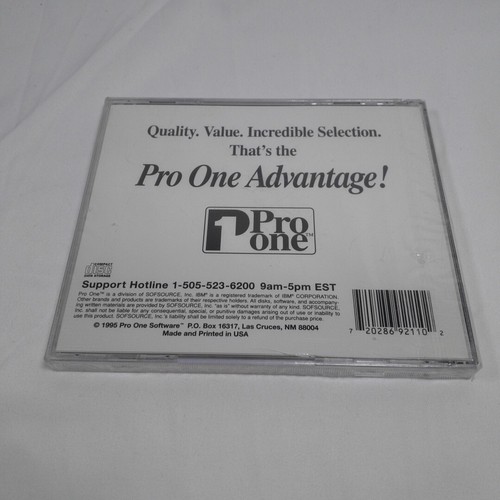 Quality. Value. Incredible Selection.
That's the
Pro One Advantage!
P1 Pro
one™
COMPACT
disc
DATA STORAGE
Support Hotline 1-505-523-6200 9am-5pm EST
Pro One™ is a division of SOFSOURCE, Inc. IBM® is a registered trademark of IBM® CORPORATION.
Other brands and products are trademarks of their respective holders. All disks, software, and accompany-
ing written materials are provided by SOFSOURCE, Inc. "as is" without warranty of any kind. SOFSOURCE,
Inc. shall not be liable for any consequential, special, or punitive damages arising out of use or inability to
use this product. SOFSOURCE, Inc.'s liability shall be limited solely to a refund of the purchase price.
© 1995 Pro One Software™ P.O. Box 16317, Las Cruces, NM 88004
Made and Printed in USA
7 20286 92110 2